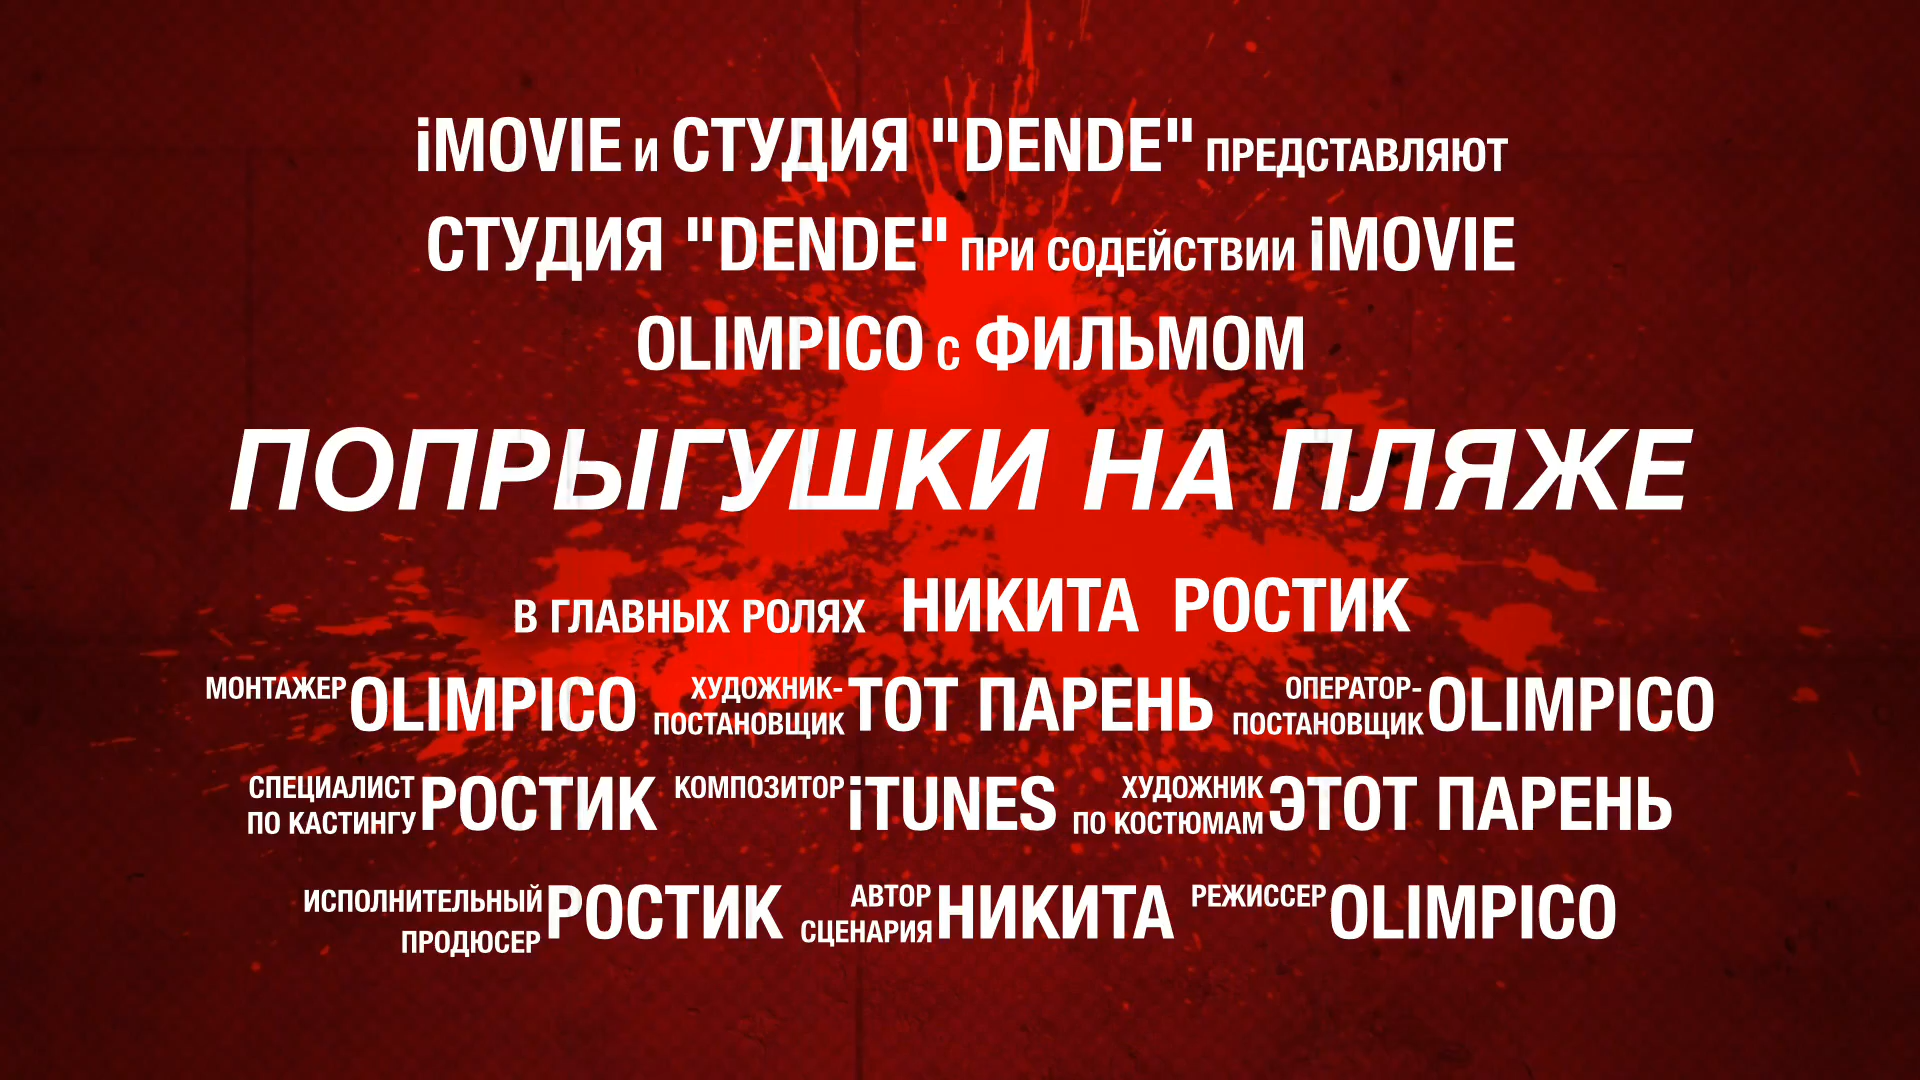 iMOVIE и СТУДИЯ "DENDE" ПРЕДСТАВЛЯЮТ
СТУДИЯ "DENDE" ПРИ СОДЕЙСТВИИ iMOVIE
OLIMPICO С ФИЛЬМОМ
ПОПРЫГУШКИ НА ПЛЯЖЕ
В ГЛАВНЫХ РОЛЯХ НИКИТА РОСТИК
МОНТАЖЕР OLIMPICO ХУДОЖНИК-ПОСТАНОВЩИК ТОТ ПАРЕНЬ ОПЕРАТОР-ПОСТАНОВЩИК OLIMPICO
СПЕЦИАЛИСТ ПО КАСТИНГУ РОСТИК КОМПОЗИТОР iTUNES ХУДОЖНИК ПО КОСТЮМАМ ЭТОТ ПАРЕНЬ
ИСПОЛНИТЕЛЬНЫЙ ПРОДЮСЕР РОСТИК АВТОР СЦЕНАРИЯ НИКИТА РЕЖИССЕР OLIMPICO